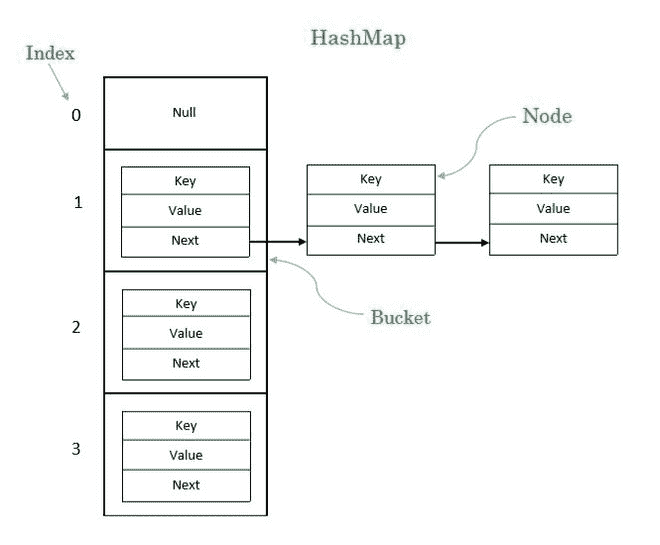 HashMap
Index
0
Null
Node
1
Key
Value
Next
Key
Value
Next
Key
Value
Next
Bucket
2
Key
Value
Next
3
Key
Value
Next